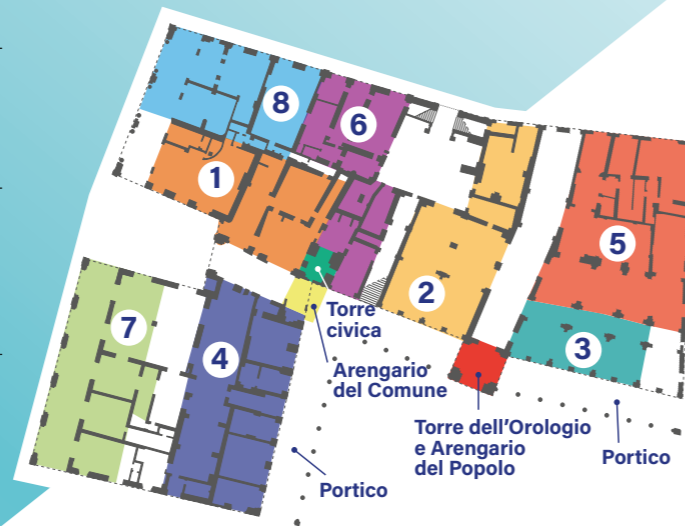 8
6
1
5
2
Torre
civica
7
4
3
Arengario
del Comune
Torre dell'Orologio
e Arengario
del Popolo
Portico
Portico